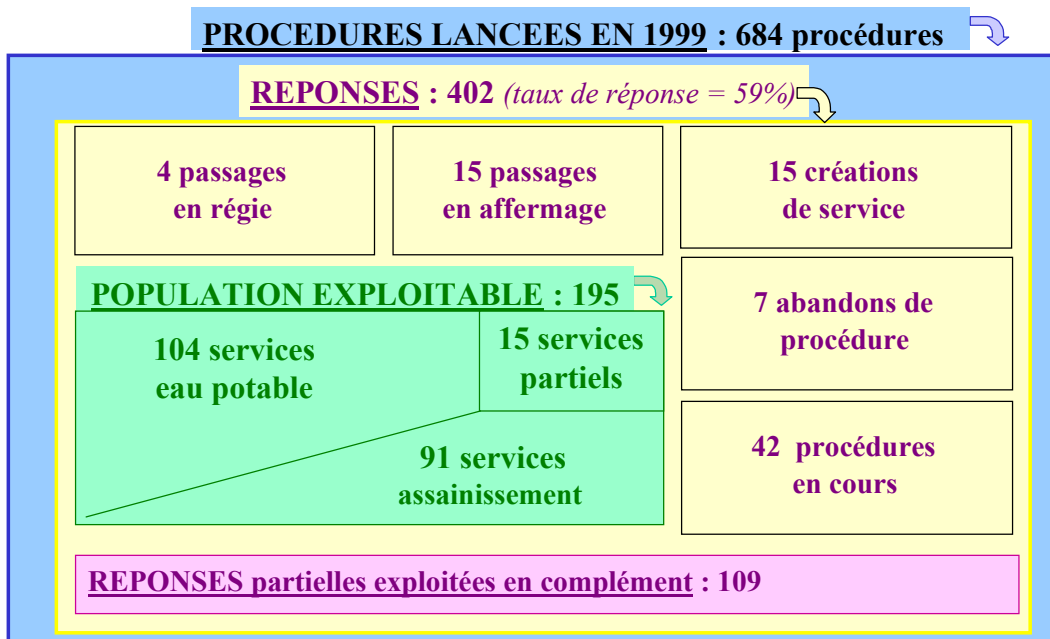 PROCEDURES LANCEES EN 1999 : 684 procédures
REPONSES : 402 (taux de réponse = 59%)
4 passages
en régie
15 passages
en affermage
15 créations
de service
POPULATION EXPLOITABLE : 195
7 abandons de
procédure
104 services
eau potable
15 services
partiels
91 services
assainissement
42 procédures
en cours
REPONSES partielles exploitées en complément : 109